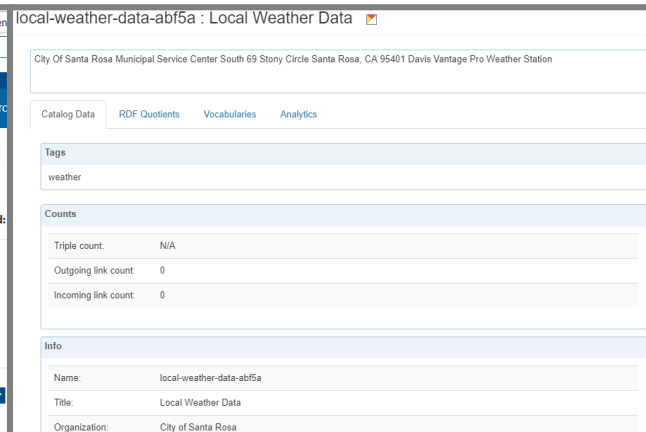 local-weather-data-abf5a : Local Weather Data
City Of Santa Rosa Municipal Service Center South 69 Stony Circle Santa Rosa, CA 95401 Davis Vantage Pro Weather Station
Catalog Data RDF Quotients Vocabularies Analytics
Tags
weather
Counts
Triple count: N/A
Outgoing link count: 0
Incoming link count: 0
Info
Name: local-weather-data-abf5a
Title: Local Weather Data
Organization: City of Santa Rosa